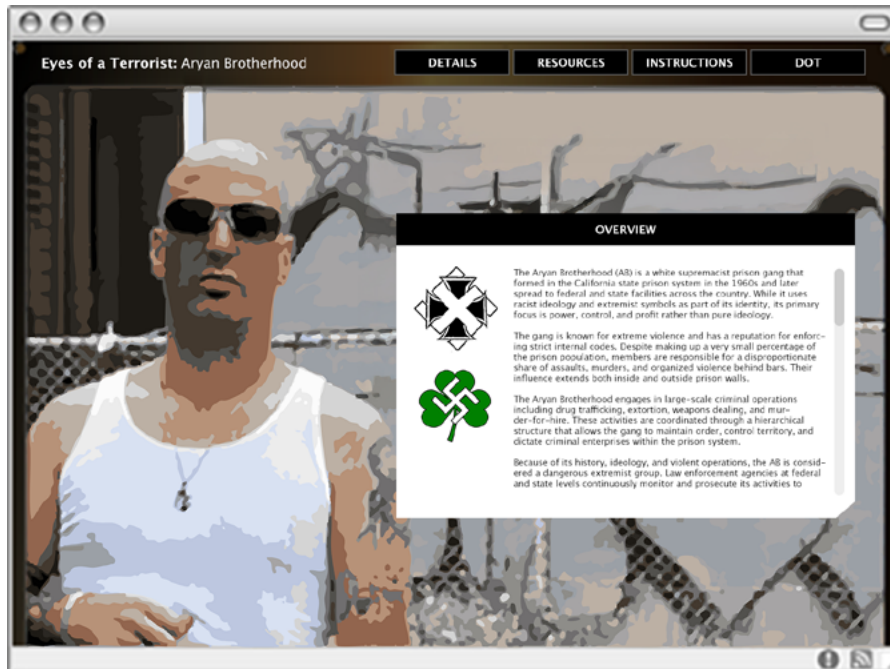 Eyes of a Terrorist: Aryan Brotherhood
DETAILS
RESOURCES
INSTRUCTIONS
DOT
OVERVIEW
The Aryan Brotherhood (AB) is a white supremacist prison gang that
formed in the California state prison system in the 1960s and later
spread to federal and state facilities across the country. While it uses
racist ideology and extremist symbols as part of its identity, its primary
focus is power, control, and profit rather than pure ideology.
The gang is known for extreme violence and has a reputation for enforc-
ing strict internal codes. Despite making up a very small percentage of
the prison population, members are responsible for a disproportionate
share of assaults, murders, and organized violence behind bars. Their
influence extends both inside and outside prison walls.
The Aryan Brotherhood engages in large-scale criminal operations
including drug trafficking, extortion, weapons dealing, and mur-
der-for-hire. These activities are coordinated through a hierarchical
structure that allows the gang to maintain order, control territory, and
dictate criminal enterprises within the prison system.
Because of its history, ideology, and violent operations, the AB is consid-
ered a dangerous extremist group. Law enforcement agencies at federal
and state levels continuously monitor and prosecute its activities to